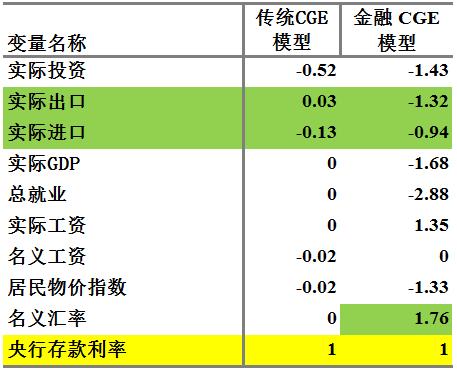 变量名称 传统CGE模型 金融 CGE 模型
实际投资 -0.52 -1.43
实际出口 0.03 -1.32
实际进口 -0.13 -0.94
实际GDP 0 -1.68
总就业 0 -2.88
实际工资 0 1.35
名义工资 -0.02 0
居民物价指数 -0.02 -1.33
名义汇率 0 1.76
央行存款利率 1 1